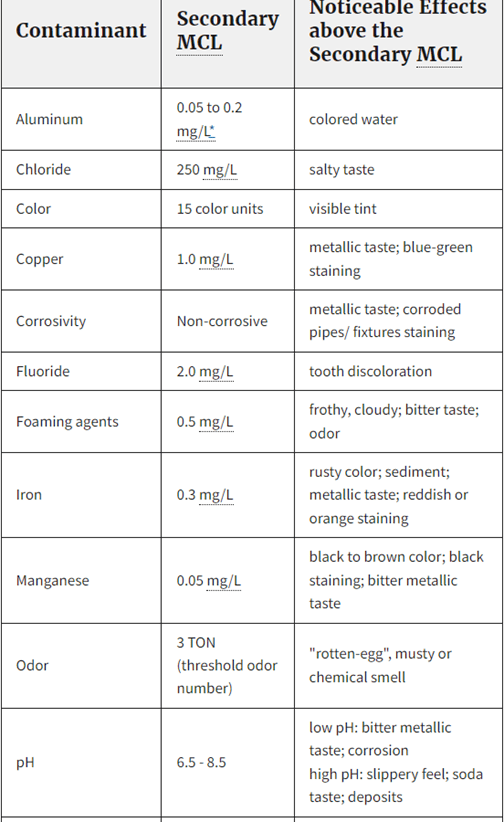 Contaminant
Secondary
MCL
Noticeable Effects
above the
Secondary MCL
Aluminum
0.05 to 0.2
mg/L*
colored water
Chloride
250 mg/L
salty taste
Color
15 color units
visible tint
Copper
1.0 mg/L
metallic taste; blue-green
staining
Corrosivity
Non-corrosive
metallic taste; corroded
pipes/ fixtures staining
Fluoride
2.0 mg/L
tooth discoloration
Foaming agents
0.5 mg/L
frothy, cloudy; bitter taste;
odor
Iron
0.3 mg/L
rusty color; sediment;
metallic taste; reddish or
orange staining
Manganese
0.05 mg/L
black to brown color; black
staining; bitter metallic
taste
Odor
3 TON
(threshold odor
number)
"rotten-egg", musty or
chemical smell
pH
6.5 - 8.5
low pH: bitter metallic
taste; corrosion
high pH: slippery feel; soda
taste; deposits